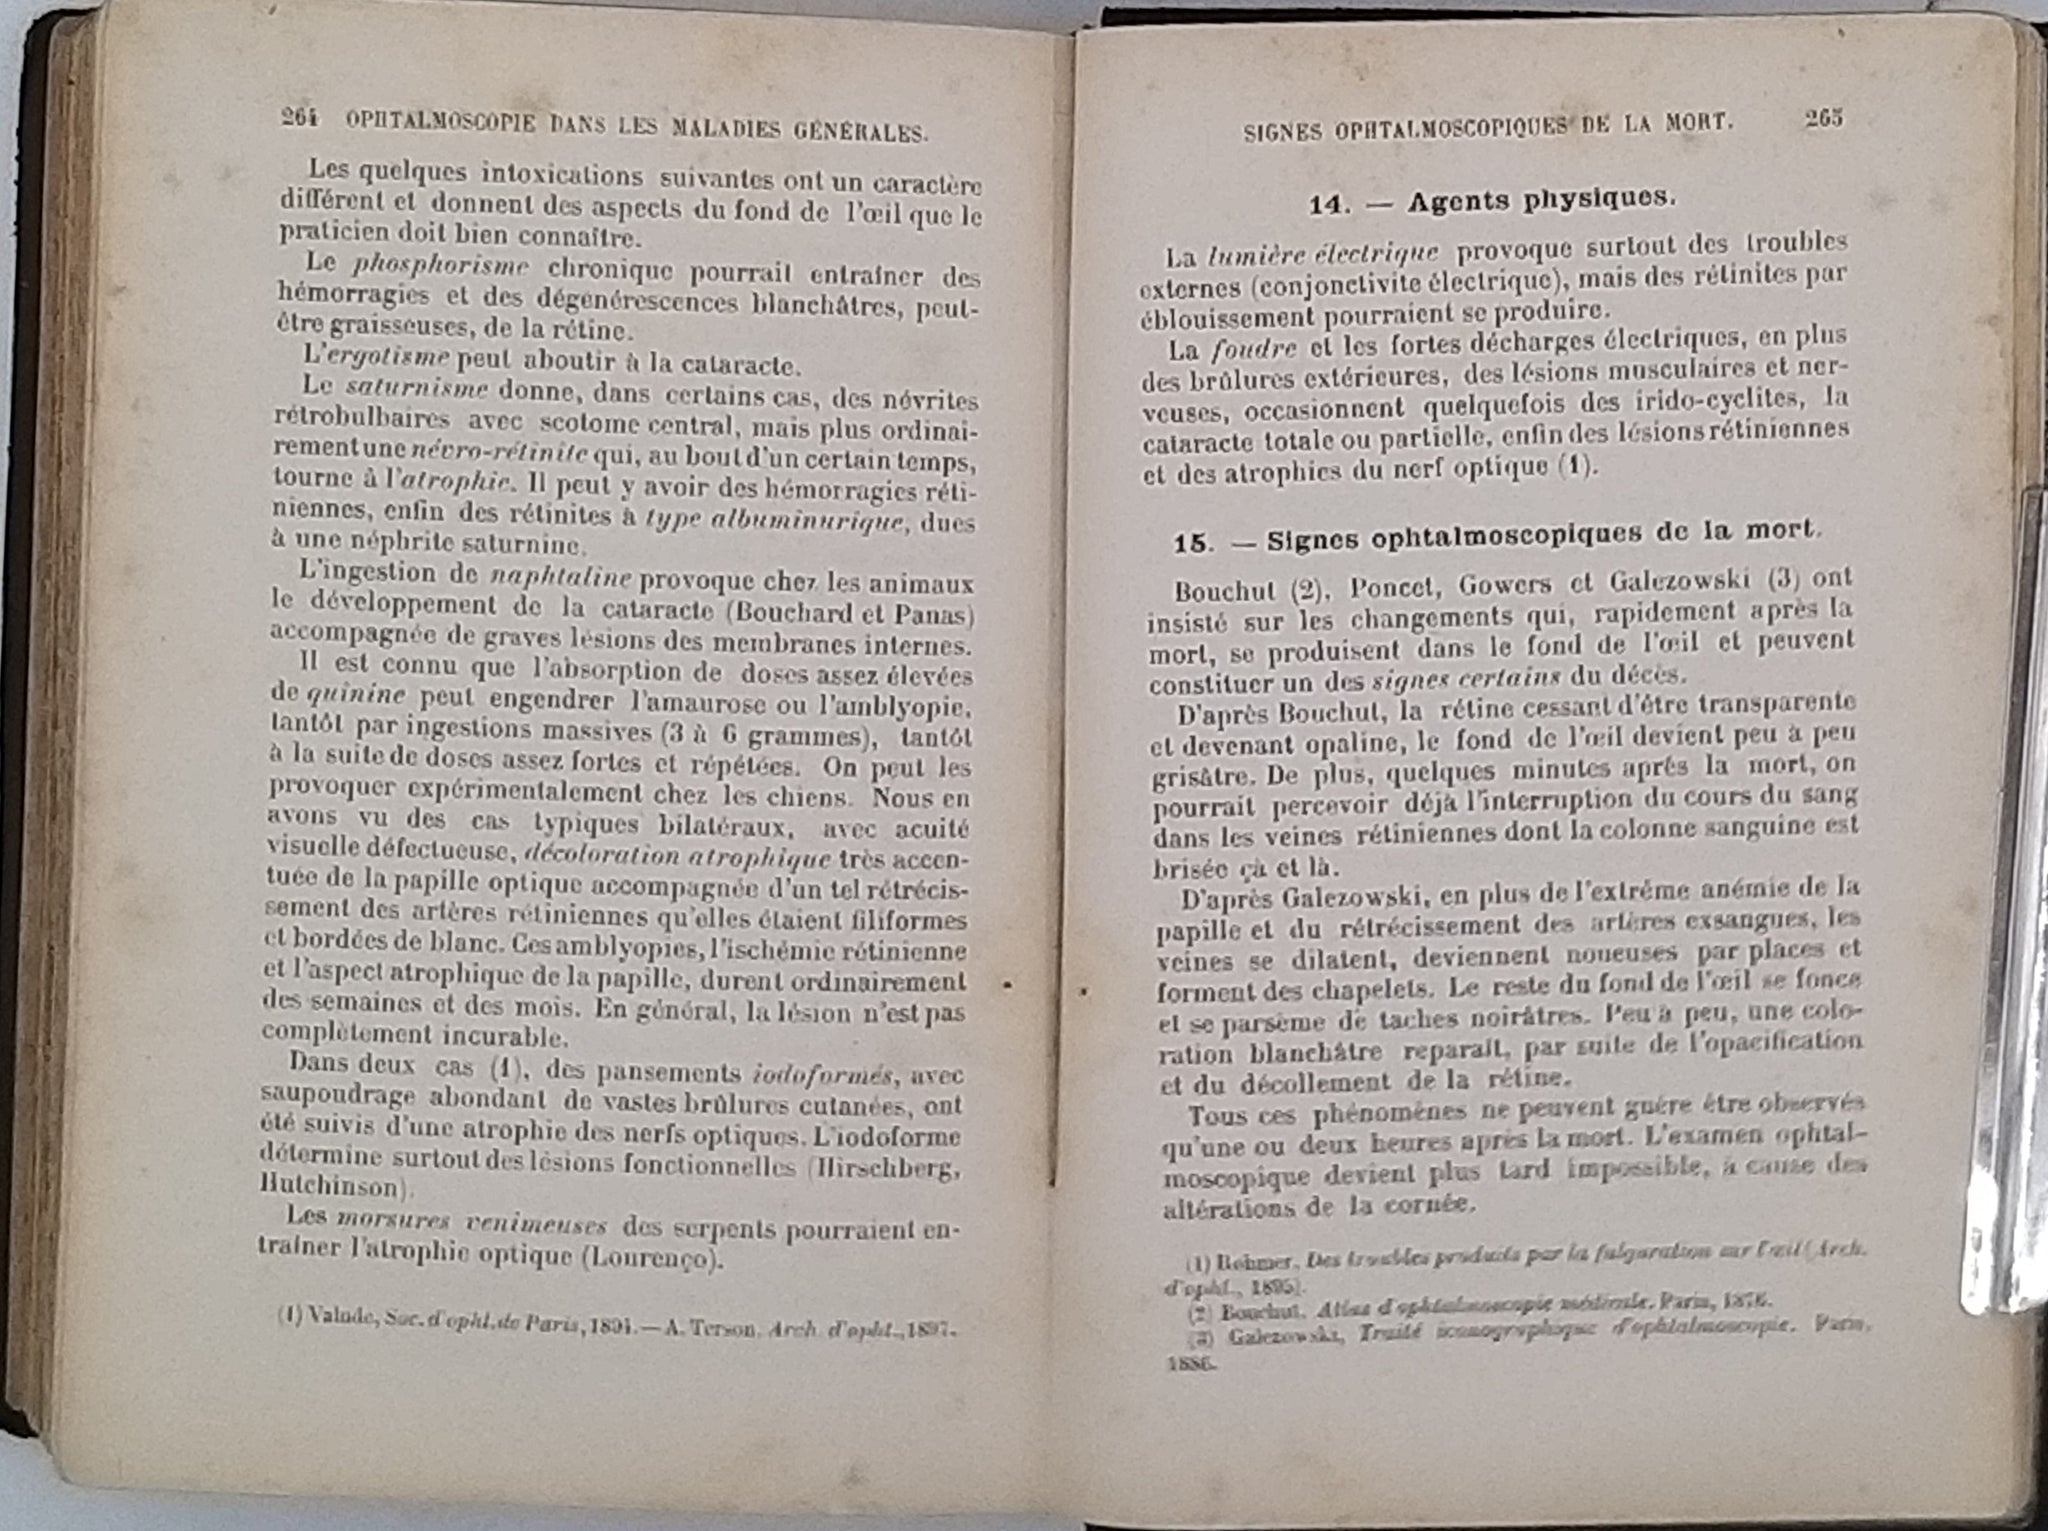 264 OPHTALMOSCOPIE DANS LES MALADIES GÉNÉRALES.
Les quelques intoxications suivantes ont un caractère
différent et donnent des aspects du fond de l'œil que le
praticien doit bien connaître.
Le phosphorisme chronique pourrait entraîner des
hémorragies et des dégénérescences blanchâtres, peut-
être graisseuses, de la rétine.
L'ergotisme peut aboutir à la cataracte.
Le saturnisme donne, dans certains cas, des névrites
rétrobulbaires avec scotome central, mais plus ordinai-
rement une névro-rétinite qui, au bout d'un certain temps,
tourne à l'atrophie. Il peut y avoir des hémorragies réti-
niennes, enfin des rétinites à type albuminurique, dues
à une néphrite saturnine.
L'ingestion de naphtaline provoque chez les animaux
le développement de la cataracte (Bouchard et Panas)
accompagnée de graves lésions des membranes internes.
Il est connu que l'absorption de doses assez élevées
de quinine peut engendrer l'amaurose ou l'amblyopie,
tantôt par ingestions massives (3 à 6 grammes), tantôt
à la suite de doses assez fortes et répétées. On peut les
provoquer expérimentalement chez les chiens. Nous en
avons vu des cas typiques bilatéraux, avec acuité
visuelle défectueuse, décoloration atrophique très accen-
tuée de la papille optique accompagnée d'un tel rétrécis-
sement des artères rétiniennes qu'elles étaient filiformes
et bordées de blanc. Ces amblyopies, l'ischémie rétinienne
et l'aspect atrophique de la papille, durent ordinairement
des semaines et des mois. En général, la lésion n'est pas
complètement incurable.
Dans deux cas (1), des pansements iodoformés, avec
saupoudrage abondant de vastes brûlures cutanées, ont
été suivis d'une atrophie des nerfs optiques. L'iodoforme
détermine surtout des lésions fonctionnelles (Hirschberg,
Hutchinson).
Les morsures venimeuses des serpents pourraient en-
traîner l'atrophie optique (Lourenço).
(1) Valude, Soc. d'opht. de Paris, 1891. — A. Terson, Arch. d'opht., 1897.
SIGNES OPHTALMOSCOPIQUES DE LA MORT. 265
14. — Agents physiques.
La lumière électrique provoque surtout des troubles
externes (conjonctivite électrique), mais des rétinites par
éblouissement pourraient se produire.
La foudre et les fortes décharges électriques, en plus
des brûlures extérieures, des lésions musculaires et ner-
veuses, occasionnent quelquefois des irido-cyclites, la
cataracte totale ou partielle, enfin des lésions rétiniennes
et des atrophies du nerf optique (1).
15. — Signes ophtalmoscopiques de la mort.
Bouchut (2), Poncet, Gowers et Galezowski (3) ont
insisté sur les changements qui, rapidement après la
mort, se produisent dans le fond de l'œil et peuvent
constituer un des signes certains du décès.
D'après Bouchut, la rétine cessant d'être transparente
et devenant opaline, le fond de l'œil devient peu à peu
grisâtre. De plus, quelques minutes après la mort, on
pourrait percevoir déjà l'interruption du cours du sang
dans les veines rétiniennes dont la colonne sanguine est
brisée çà et là.
D'après Galezowski, en plus de l'extrême anémie de la
papille et du rétrécissement des artères exsangues, les
veines se dilatent, deviennent noueuses par places et
forment des chapelets. Le reste du fond de l'œil se fonce
et se parsème de taches noirâtres. Peu à peu, une colo-
ration blanchâtre reparaît, par suite de l'opacification
et du décollement de la rétine.
Tous ces phénomènes ne peuvent guère être observés
qu'une ou deux heures après la mort. L'examen ophtal-
moscopique devient plus tard impossible, à cause des
altérations de la cornée.
(1) Rohmer, Des troubles produits par la fulguration sur l'œil (Arch.
d'opht., 1895).
(2) Bouchut, Atlas d'ophtalmoscopie médicale. Paris, 1876.
(3) Galezowski, Traité iconographique d'ophtalmoscopie. Paris,
1886.